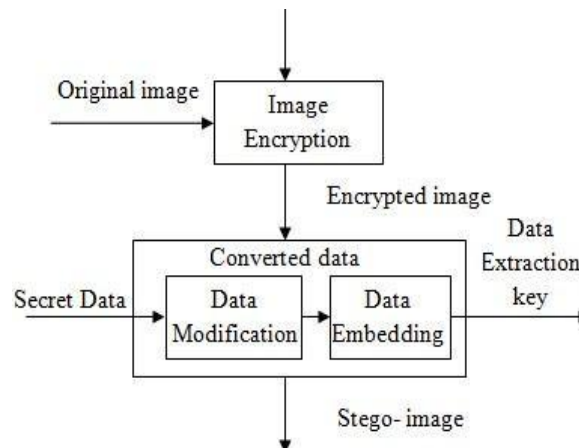 Original image
Image
Encryption
Encrypted image
Data
Extraction
key
Converted data
Secret Data
Data
Modification
Data
Embedding
Stego- image